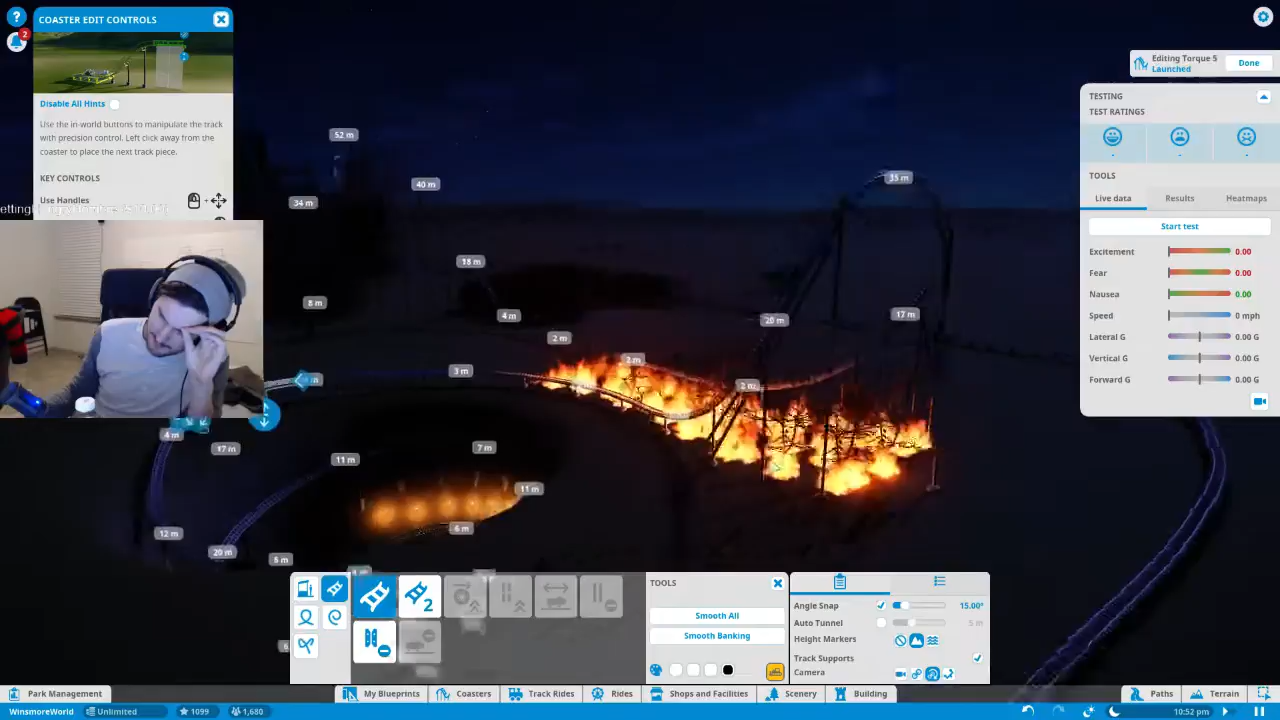 COASTER EDIT CONTROLS
2
Disable All Hints
Use the in-world buttons to manipulate the track
with precision control. Left click away from the
coaster to place the next track piece.
KEY CONTROLS
Use Handles
Editing Torque 5
Launched
Done
TESTING
TEST RATINGS
- - -
TOOLS
Live data Results Heatmaps
Start test
Excitement 0.00
Fear 0.00
Nausea 0.00
Speed 0 mph
Lateral G 0.00 G
Vertical G 0.00 G
Forward G 0.00 G
52 m
40 m
34 m
35 m
18 m
8 m
4 m
17 m
20 m
2 m
2 m
3 m
2 m
4 m
17 m
7 m
11 m
11 m
6 m
12 m
20 m
5 m
2
TOOLS
Smooth All
Smooth Banking
Angle Snap 15.00°
Auto Tunnel 5 m
Height Markers
Track Supports
Camera
Park Management My Blueprints Coasters Track Rides Rides Shops and Facilities Scenery Building Paths Terrain
WinsmoreWorld Unlimited 1099 1,680 10:52 pm